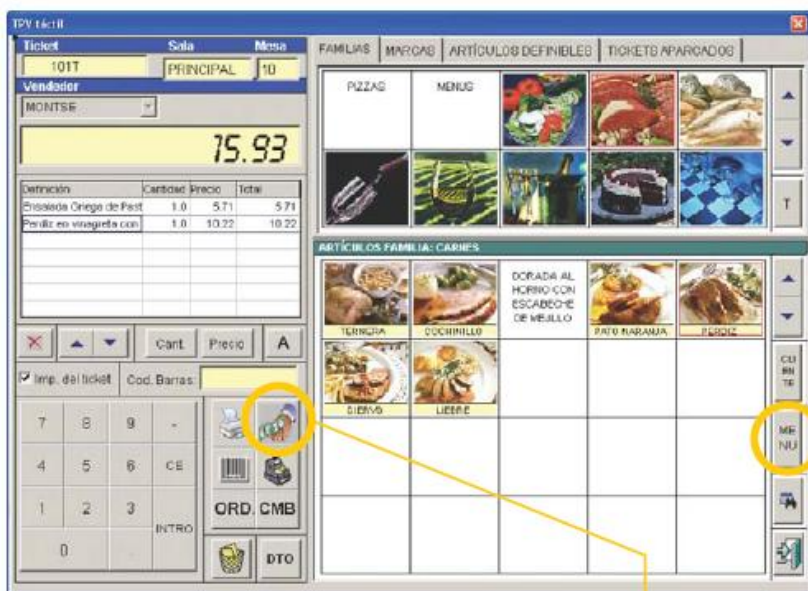 TPV táctil
Ticket Sala Mesa
101T PRINCIPAL 10
Vendedor
MONTSE
15.93
Definición Cantidad Precio Total
Ensalada Griega de Past 1.0 5.71 5.71
Perdiz en vinagreta con 1.0 10.22 10.22
Cant. Precio A
Imp. del ticket Cod. Barras:
7 8 9 -
4 5 6 CE
1 2 3 INTRO
0 .
ORD. CMB
DTO
FAMILIAS MARCAS ARTÍCULOS DEFINIBLES TICKETS APARCADOS
PIZZAS MENUS
T
ARTÍCULOS FAMILIA: CARNES
TERNERA COCHINILLO DORADA AL HORNO CON ESCABECHE DE MEJILLO PATO NARANJA PERDIZ
CIERVO LIEBRE
CLI
EN
TE
ME
NU